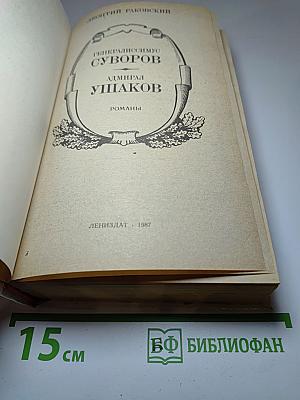 ЛЕОНТИЙ РАКОВСКИЙ
ГЕНЕРАЛИССИМУС
СУВОРОВ
АДМИРАЛ
УШАКОВ
РОМАНЫ
ЛЕНИЗДАТ · 1987
15 см
БФ БИБЛИОФАН